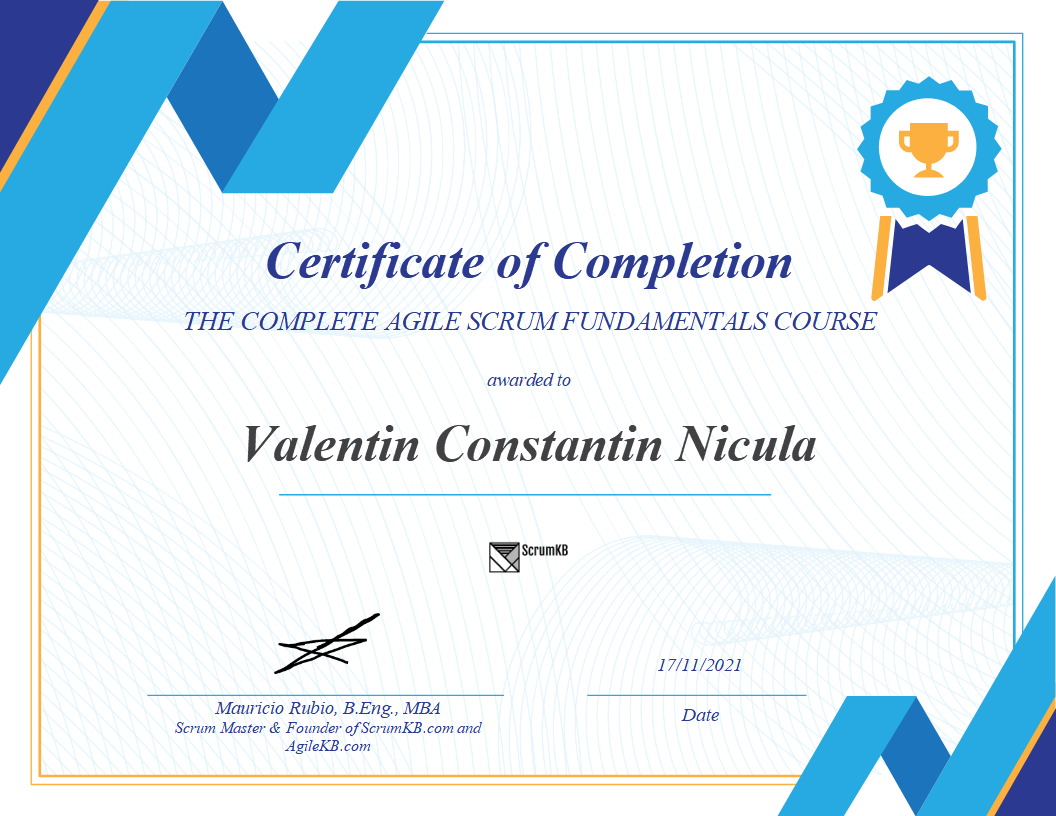 Certificate of Completion
THE COMPLETE AGILE SCRUM FUNDAMENTALS COURSE
awarded to
Valentin Constantin Nicula
ScrumKB
17/11/2021
Mauricio Rubio, B.Eng., MBA
Scrum Master & Founder of ScrumKB.com and
AgileKB.com
Date